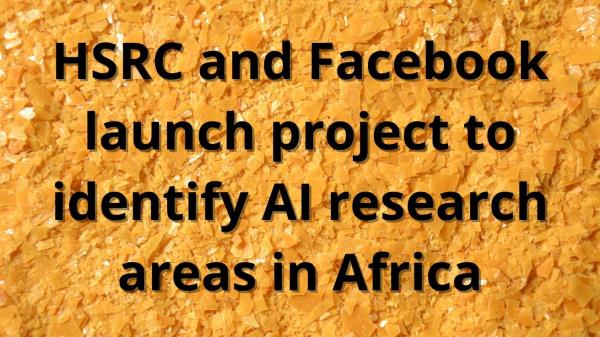 HSRC and Facebook
launch project to
identify AI research
areas in Africa